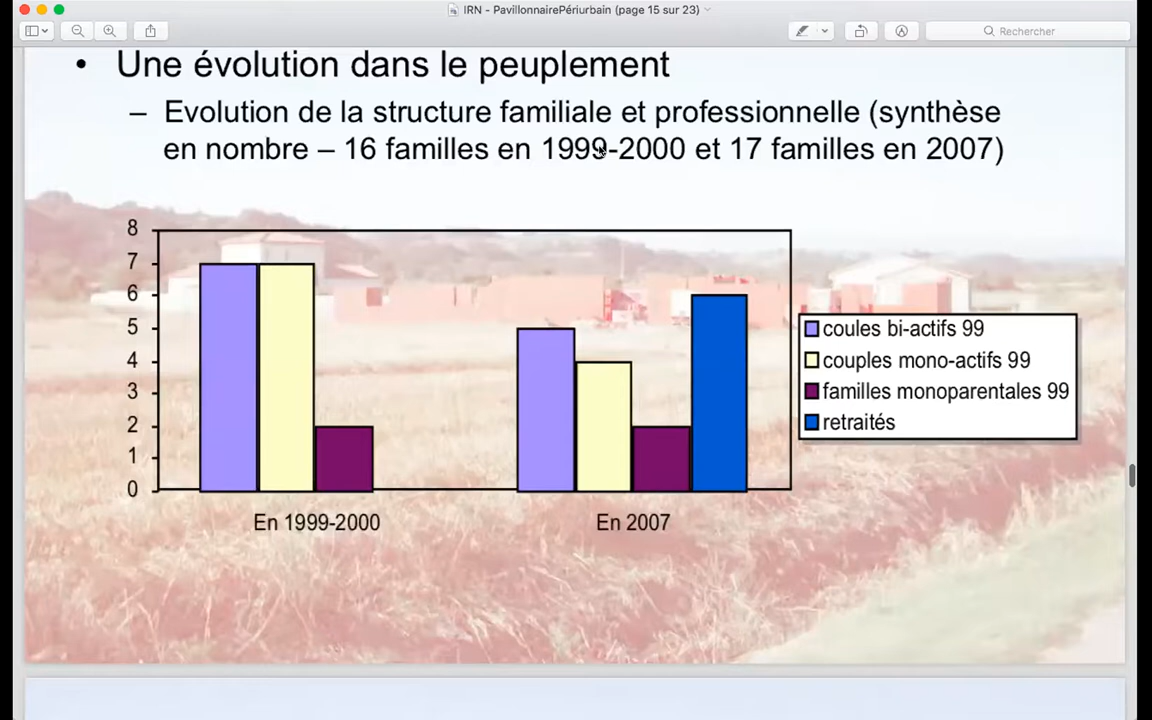 IRN - PavillonnairePériurbain (page 15 sur 23)
Rechercher
• Une évolution dans le peuplement
– Evolution de la structure familiale et professionnelle (synthèse
en nombre – 16 familles en 1999-2000 et 17 familles en 2007)
8
7
6
5
4
3
2
1
0
En 1999-2000
En 2007
coules bi-actifs 99
couples mono-actifs 99
familles monoparentales 99
retraités